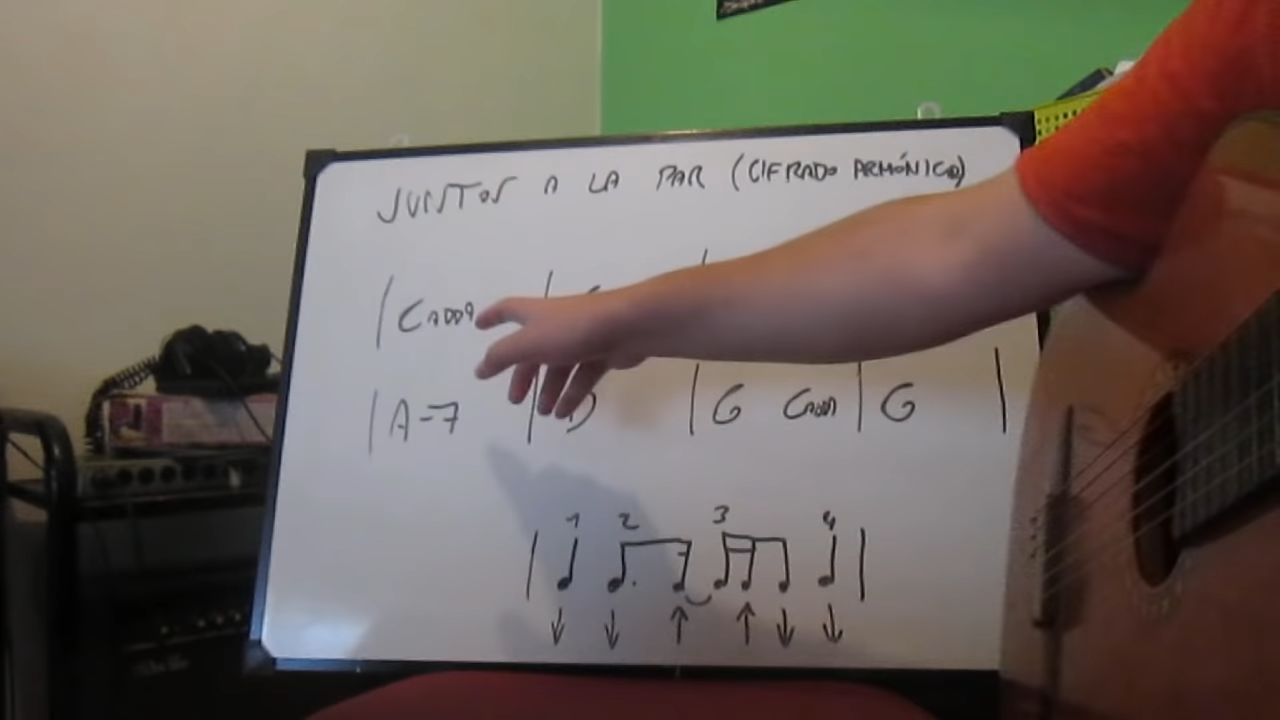 JUNTOS A LA PAR (CIFRADO ARMÓNICO)
| Cadd9 |
| A-7 | D | G Cadd9 | G |
1 2 3 4